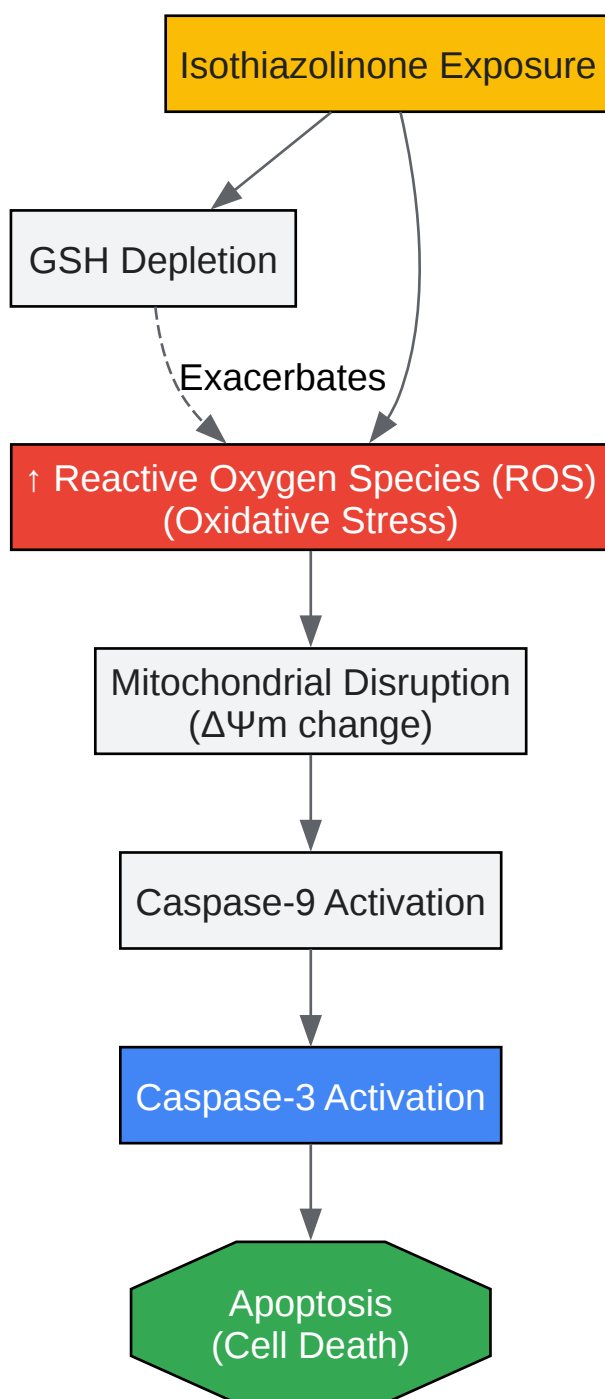 Isothiazolinone Exposure
GSH Depletion
Exacerbates
↑ Reactive Oxygen Species (ROS)
(Oxidative Stress)
Mitochondrial Disruption
(ΔΨm change)
Caspase-9 Activation
Caspase-3 Activation
Apoptosis
(Cell Death)